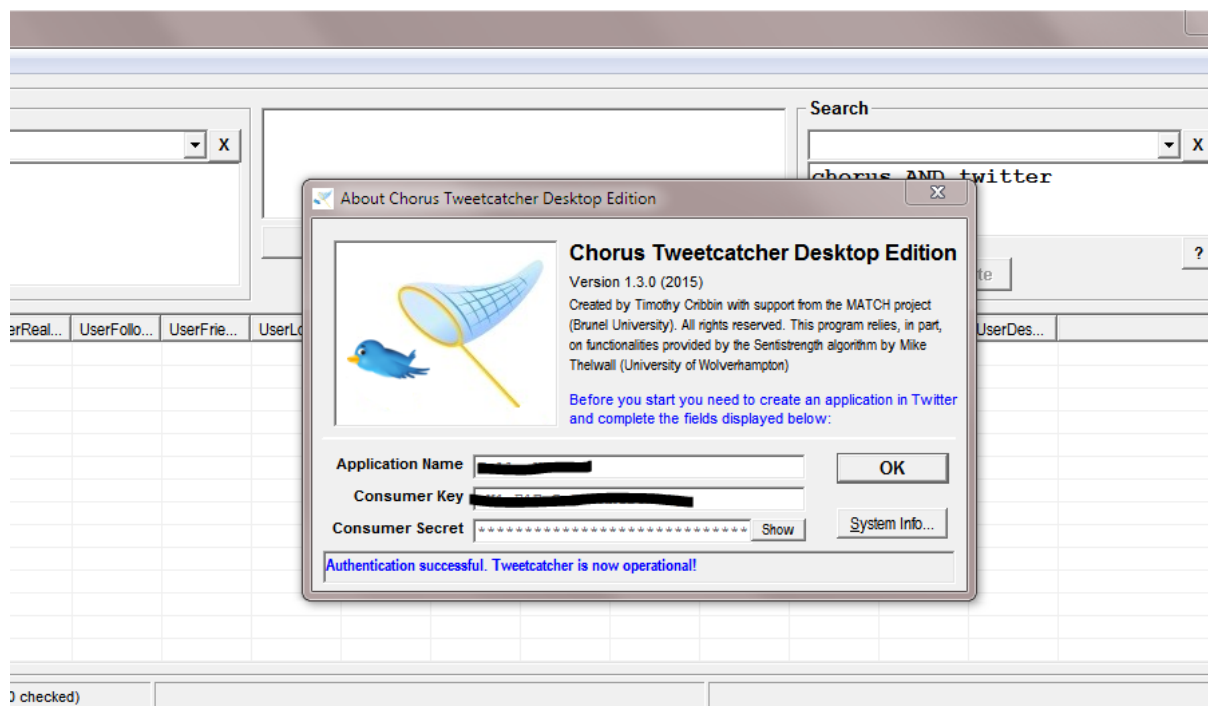 Search
X
X
chorus AND twitter
About Chorus Tweetcatcher Desktop Edition
Chorus Tweetcatcher Desktop Edition
Version 1.3.0 (2015)
Created by Timothy Cribbin with support from the MATCH project
(Brunel University). All rights reserved. This program relies, in part,
on functionalities provided by the Sentistrength algorithm by Mike
Thelwall (University of Wolverhampton)
Before you start you need to create an application in Twitter
and complete the fields displayed below:
?
erReal... UserFollo... UserFrie... UserLo UserDes...
Application Name
OK
Consumer Key
Consumer Secret **************************** Show
System Info...
Authentication successful. Tweetcatcher is now operational!
0 checked)